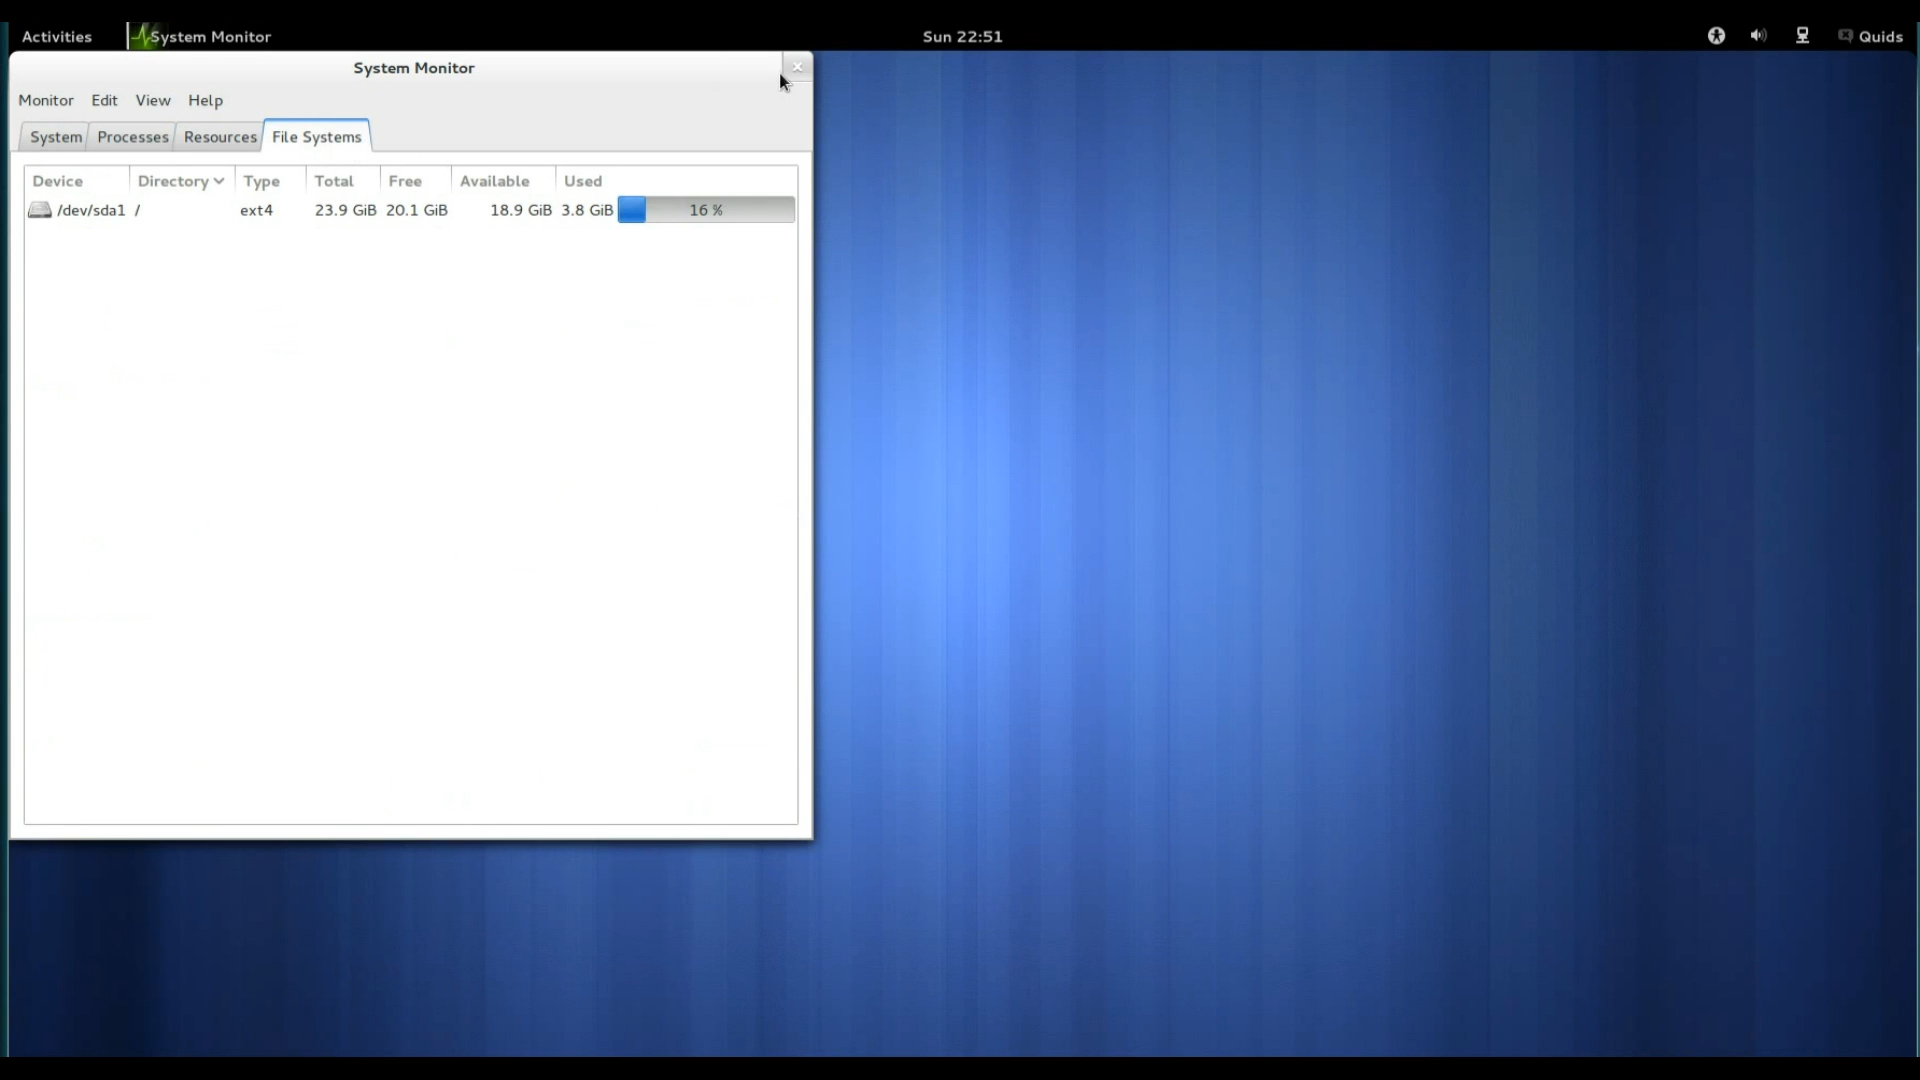 Activities System Monitor Sun 22:51 Quids
System Monitor
Monitor Edit View Help
System Processes Resources File Systems
Device Directory Type Total Free Available Used
/dev/sda1 / ext4 23.9 GiB 20.1 GiB 18.9 GiB 3.8 GiB 16 %